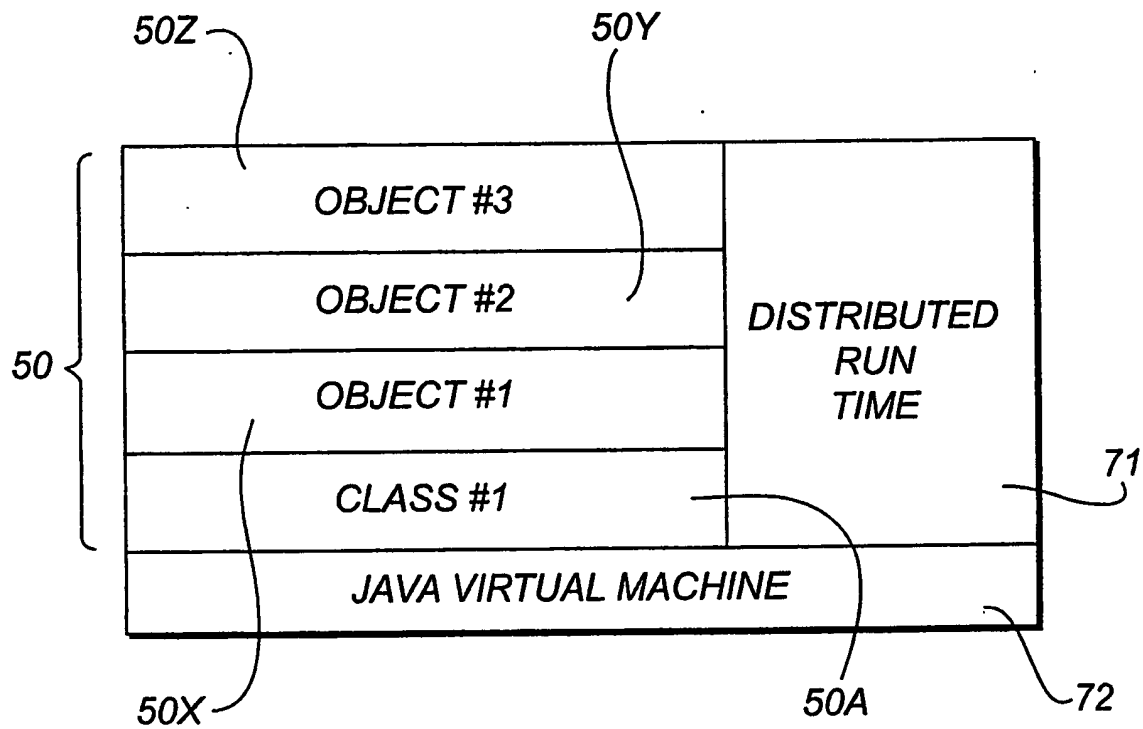 50Z
50Y
OBJECT #3
OBJECT #2
DISTRIBUTED
RUN
TIME
50
OBJECT #1
CLASS #1
71
JAVA VIRTUAL MACHINE
50X
50A
72